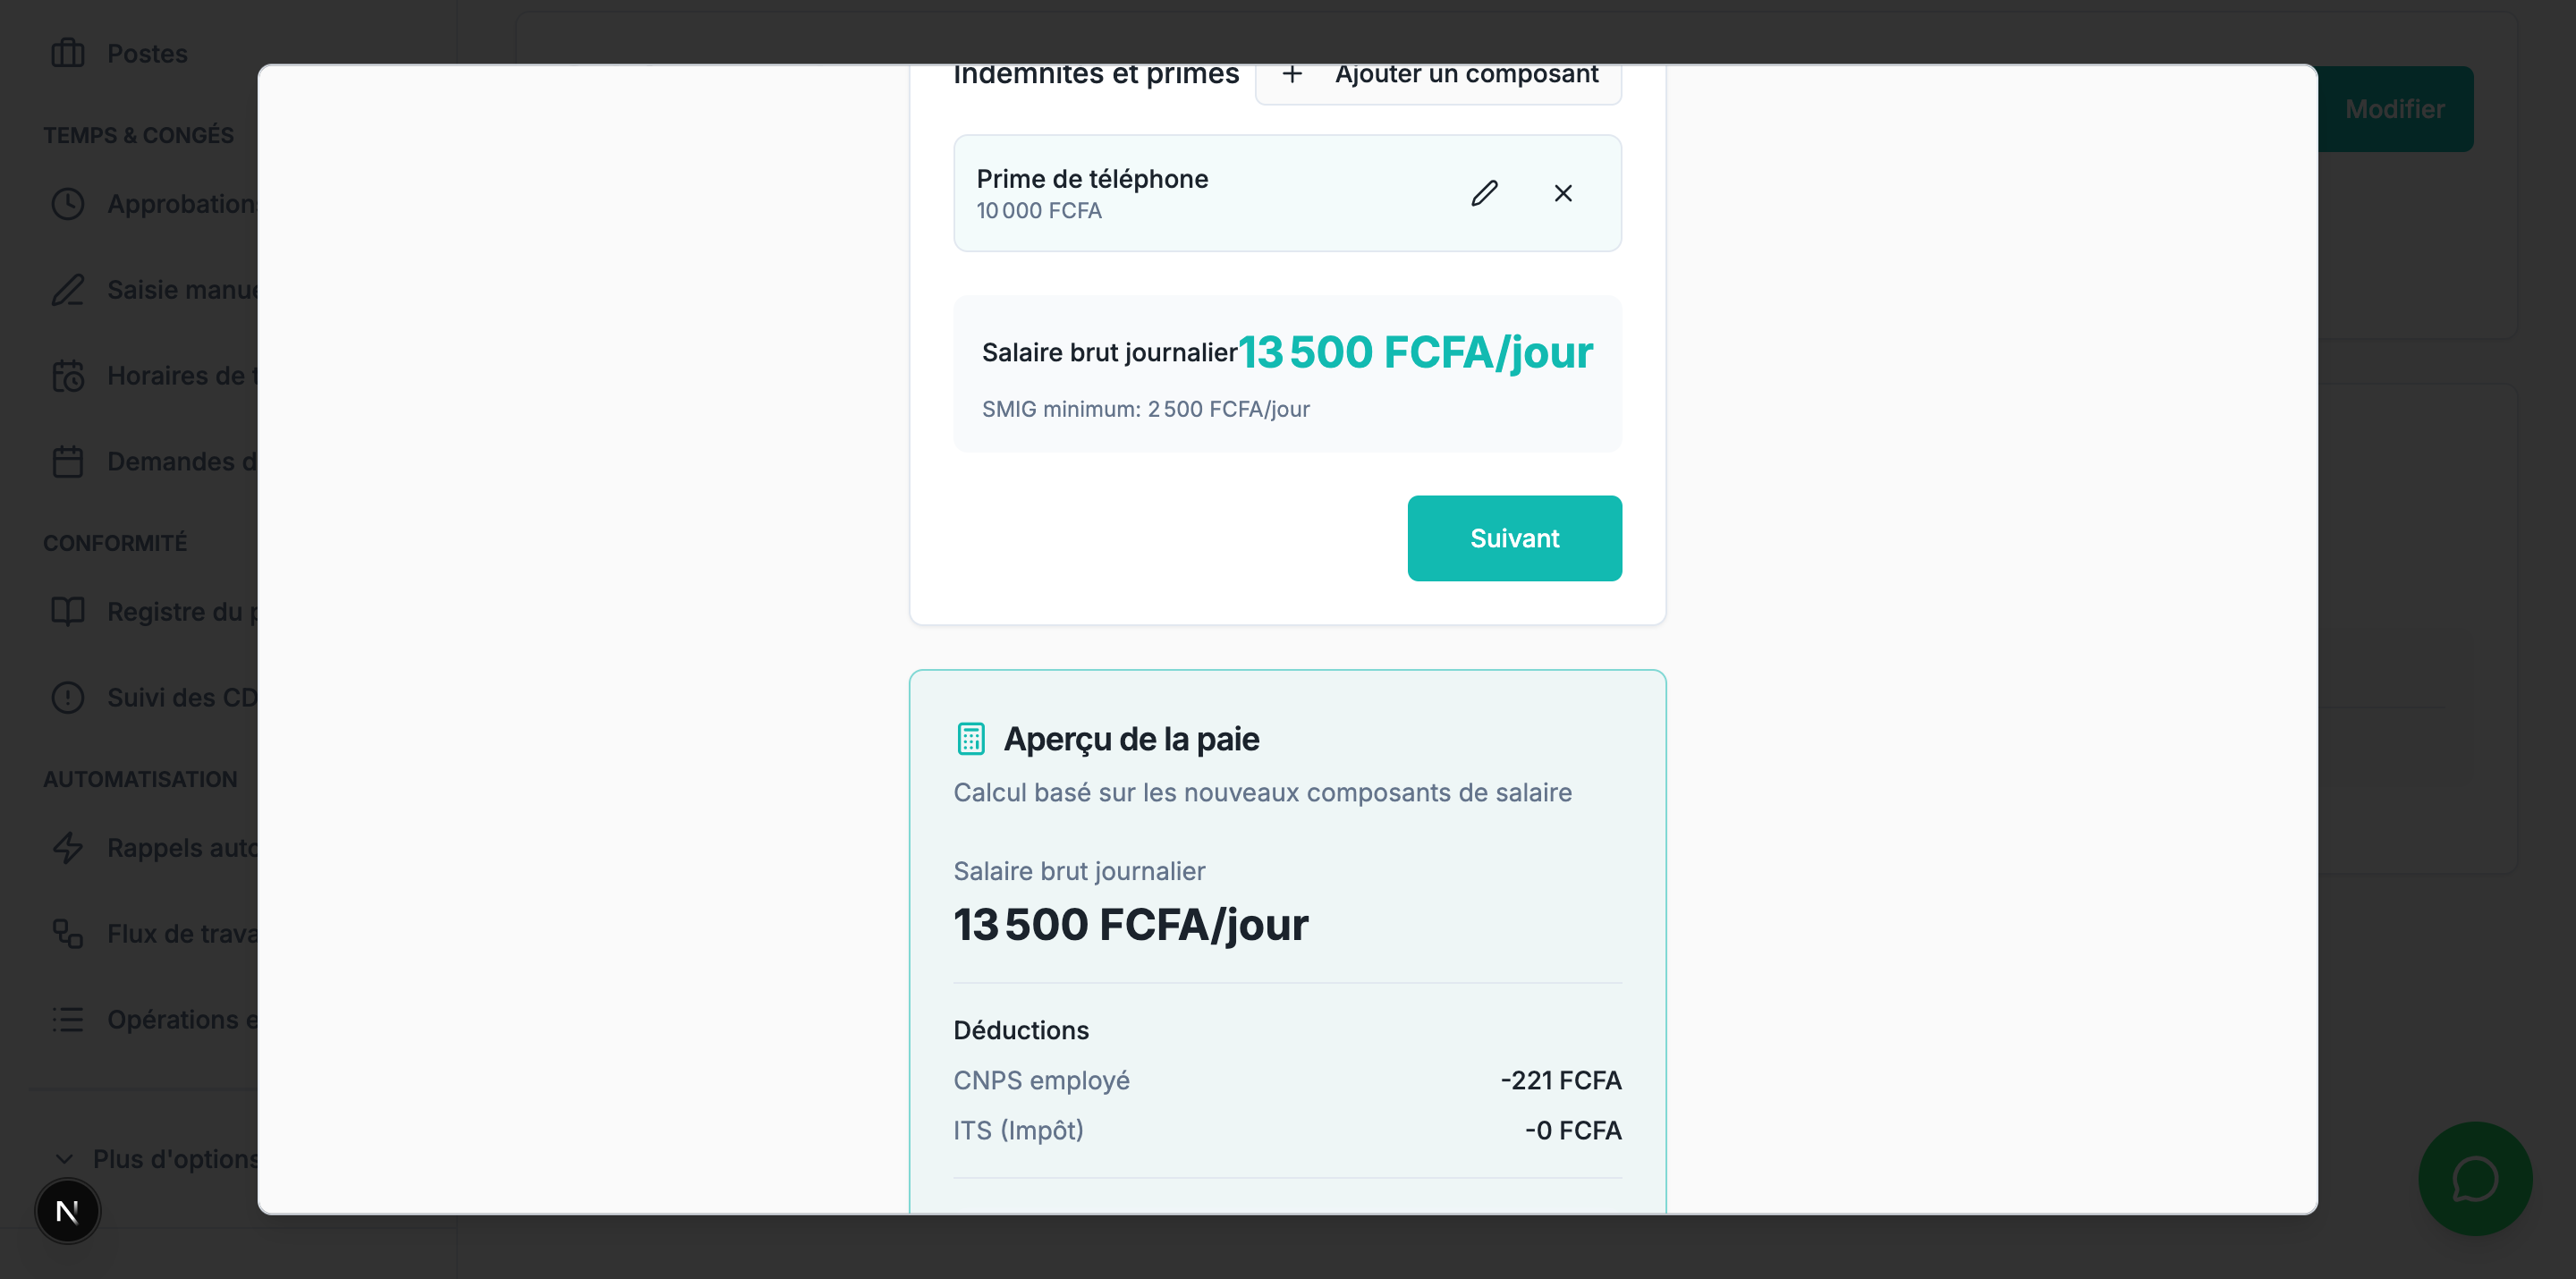 Postes
TEMPS & CONGÉS
Approbation
Saisie manue
Horaires de t
Demandes d
CONFORMITÉ
Registre du p
Suivi des CD
AUTOMATISATION
Rappels auto
Flux de trava
Opérations e
Plus d'options
N
Modifier
Indemnités et primes
+ Ajouter un composant
Prime de téléphone
10 000 FCFA
Salaire brut journalier 13 500 FCFA/jour
SMIG minimum: 2 500 FCFA/jour
Suivant
Aperçu de la paie
Calcul basé sur les nouveaux composants de salaire
Salaire brut journalier
13 500 FCFA/jour
Déductions
CNPS employé -221 FCFA
ITS (Impôt) -0 FCFA